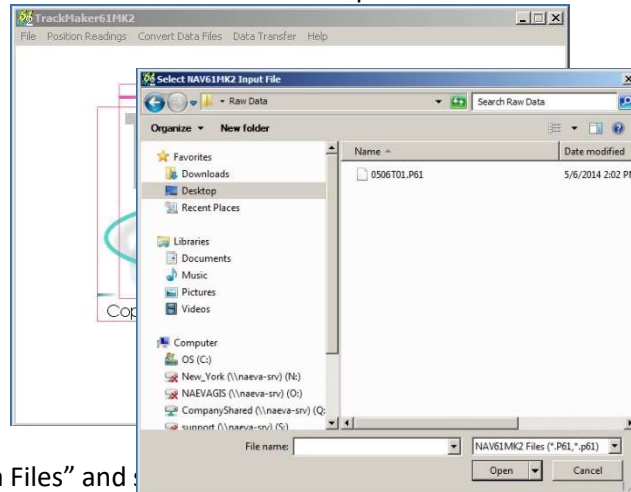 TrackMaker61MK2
File Position Readings Convert Data Files Data Transfer Help
Select NAV61MK2 Input File
Raw Data
Search Raw Data
Organize New folder
Name Date modified
Favorites
Downloads
Desktop
Recent Places
0506T01.P61 5/6/2014 2:02 PM
Libraries
Documents
Music
Pictures
Videos
Computer
OS (C:)
New_York (\\naeva-srv) (N:)
NAEVAGIS (\\naeva-srv) (O:)
CompanyShared (\\naeva-srv) (Q:
support (\\naeva-srv) (S:)
Cop
File name: NAV61MK2 Files (*.P61,*.p61)
Open Cancel
Files” and